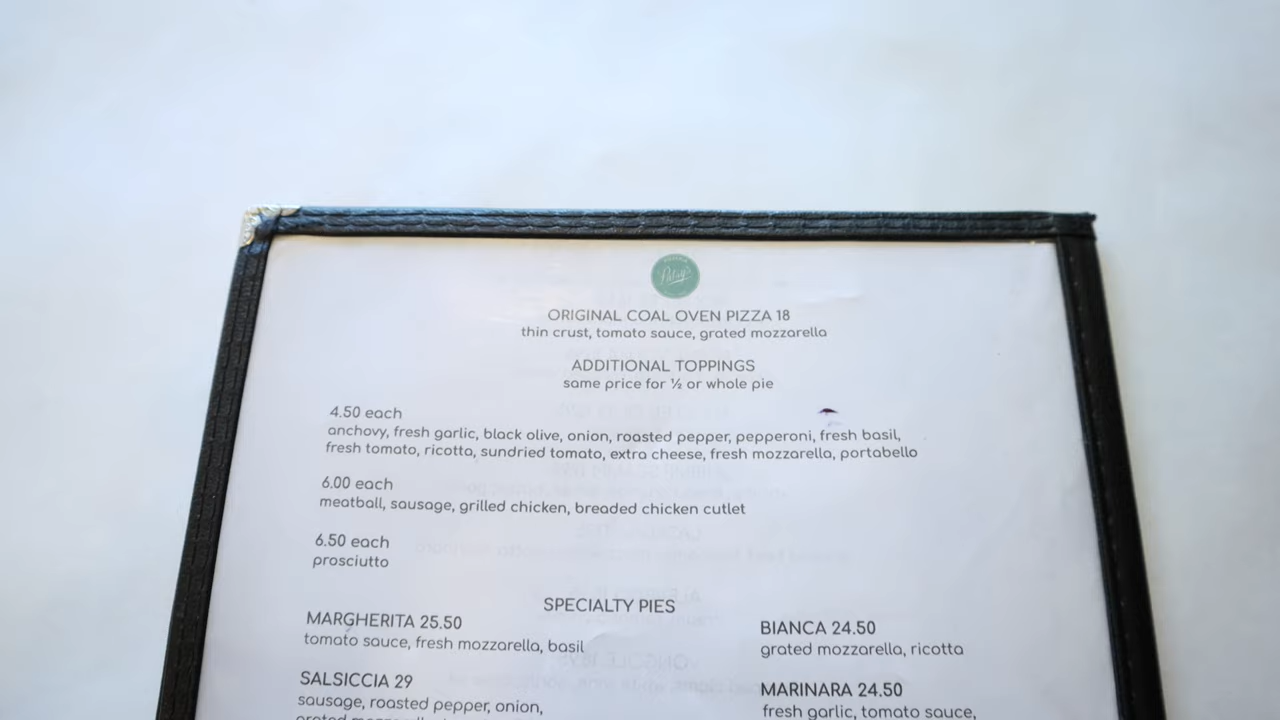 Patsy's
ORIGINAL COAL OVEN PIZZA 18
thin crust, tomato sauce, grated mozzarella
ADDITIONAL TOPPINGS
same price for ½ or whole pie
4.50 each
anchovy, fresh garlic, black olive, onion, roasted pepper, pepperoni, fresh basil,
fresh tomato, ricotta, sundried tomato, extra cheese, fresh mozzarella, portabello
6.00 each
meatball, sausage, grilled chicken, breaded chicken cutlet
6.50 each
prosciutto
SPECIALTY PIES
MARGHERITA 25.50
tomato sauce, fresh mozzarella, basil
SALSICCIA 29
sausage, roasted pepper, onion,
BIANCA 24.50
grated mozzarella, ricotta
MARINARA 24.50
fresh garlic, tomato sauce,